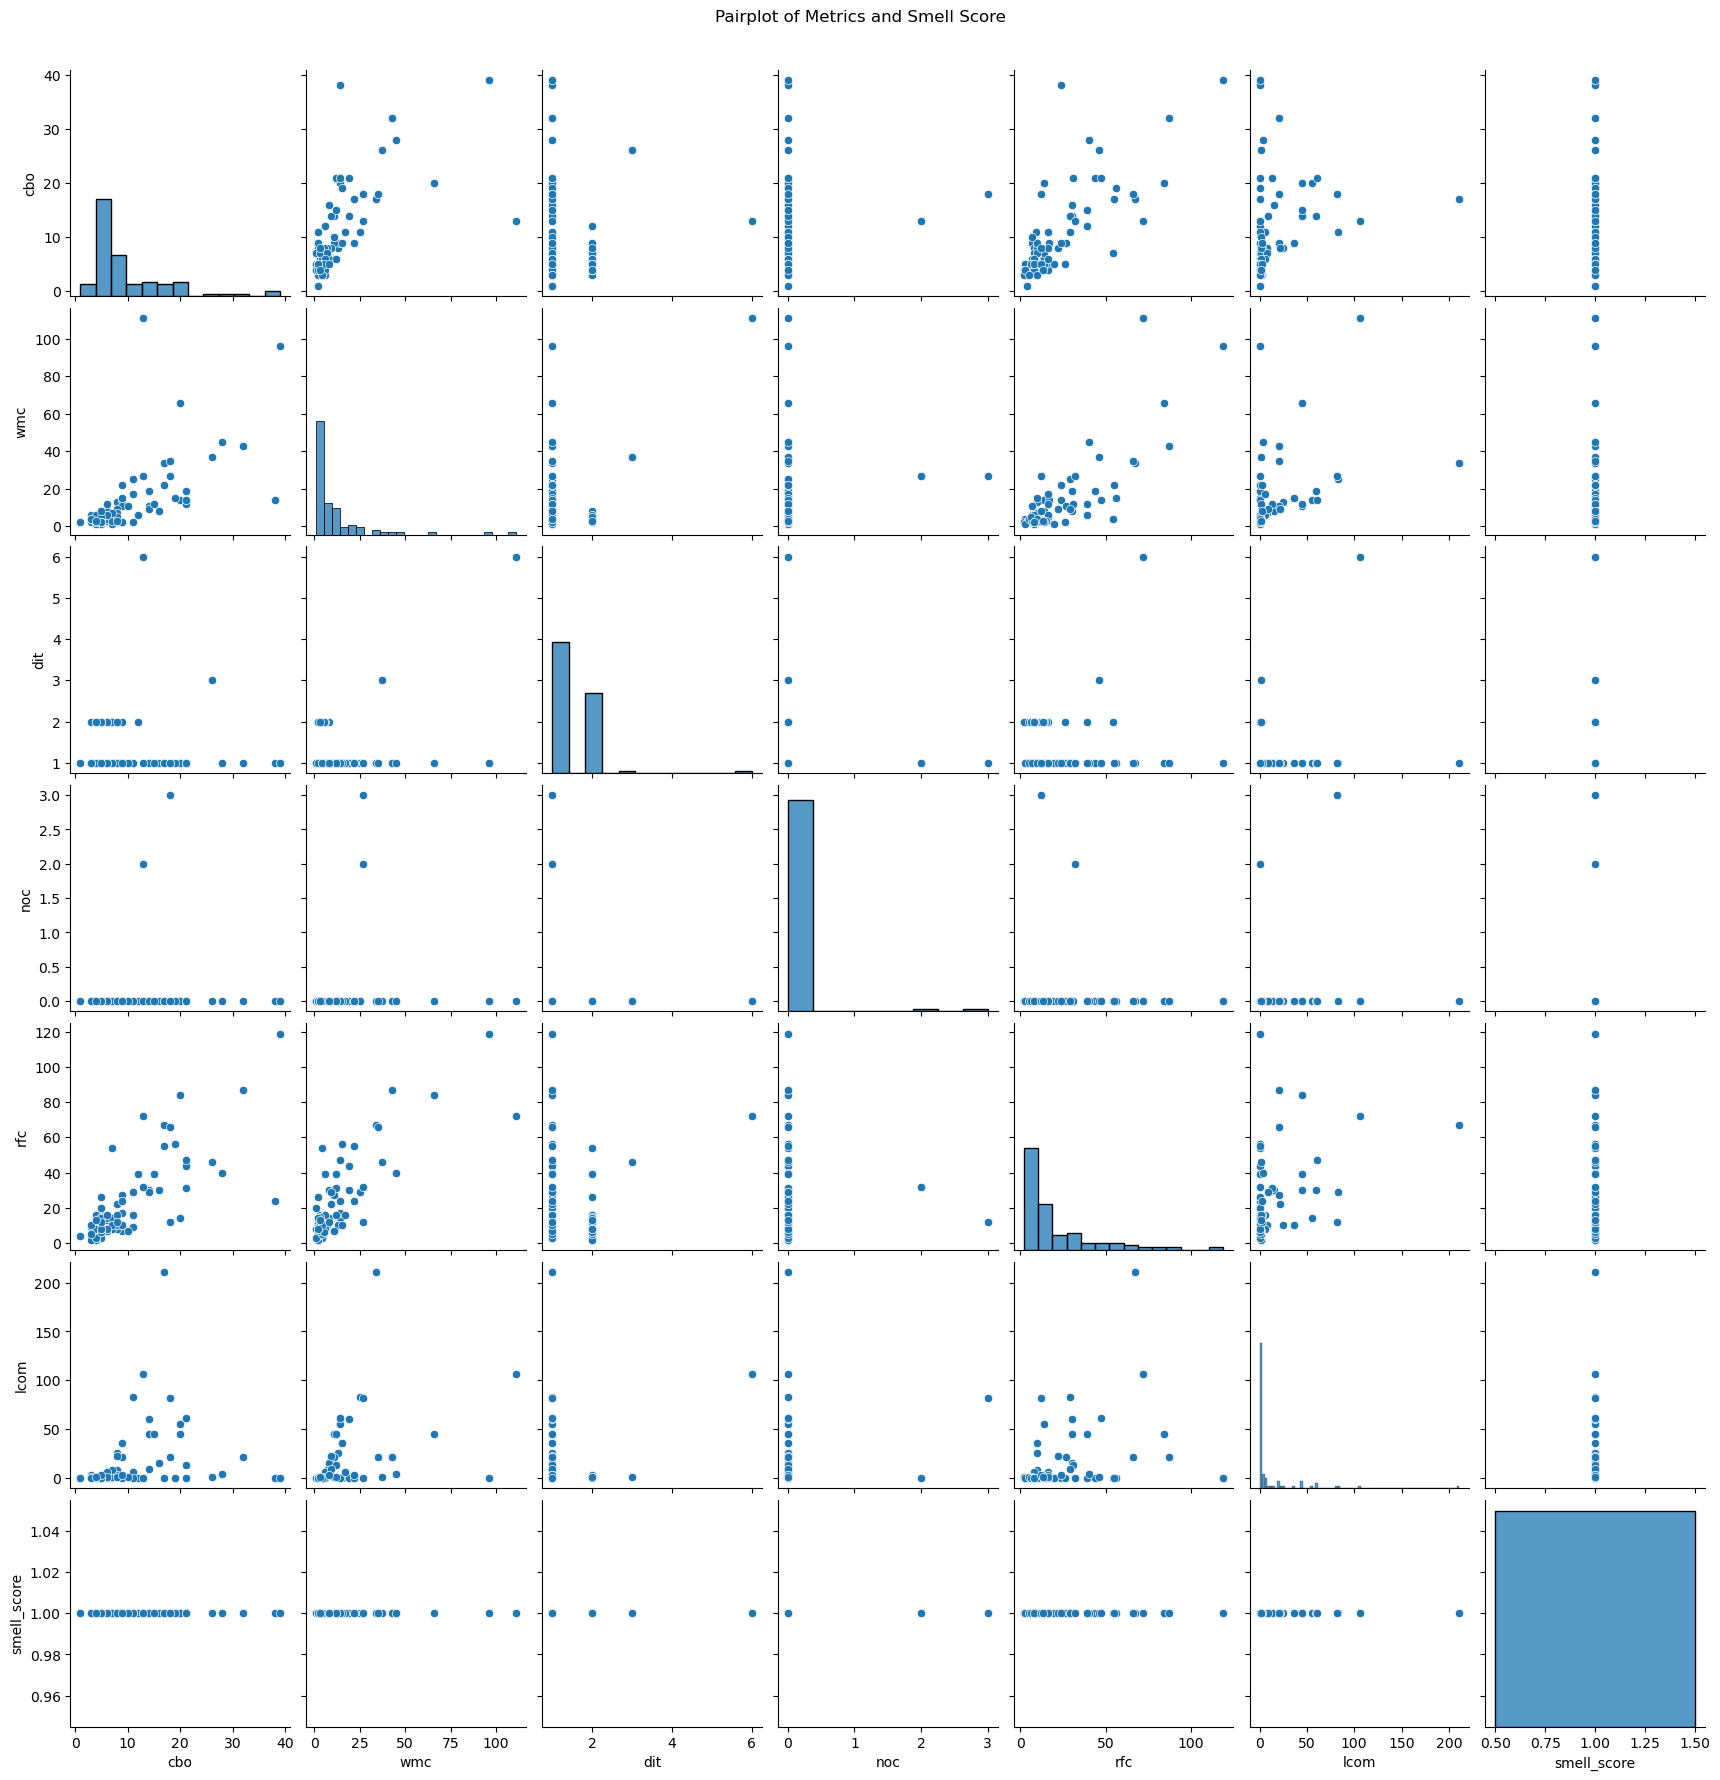 Pairplot of Metrics and Smell Score
40
30
20
10
0
cbo
100
80
60
40
20
0
wmc
6
5
4
3
2
1
dit
3.0
2.5
2.0
1.5
1.0
0.5
0.0
noc
120
100
80
60
40
20
0
rfc
200
150
100
50
0
lcom
1.04
1.02
1.00
0.98
0.96
smell_score
0 10 20 30 40
cbo
0 25 50 75 100
wmc
2 4 6
dit
0 1 2 3
noc
0 50 100
rfc
0 50 100 150 200
lcom
0.50 0.75 1.00 1.25 1.50
smell_score